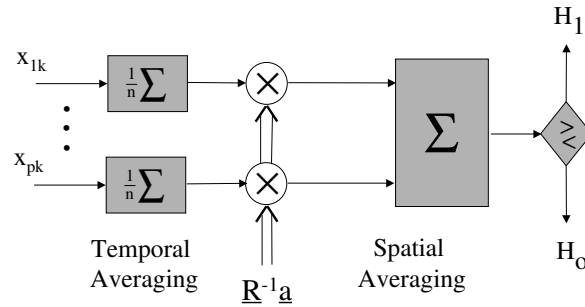 H₁
x₁ₖ
1/n Σ
×
xₚₖ
1/n Σ
×
Σ
><
Temporal
Averaging
R⁻¹a
Spatial
Averaging
Hₒ